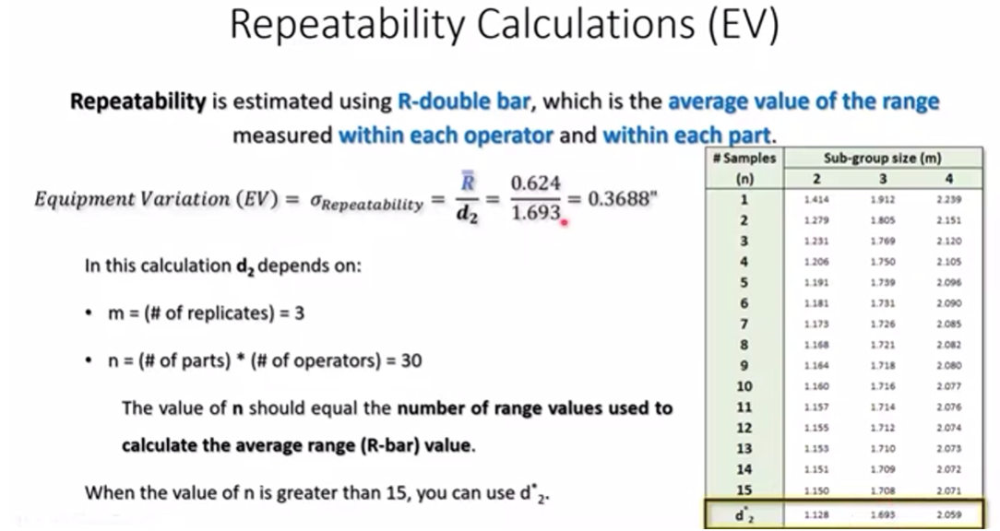 Repeatability Calculations (EV)
Repeatability is estimated using R-double bar, which is the average value of the range
measured within each operator and within each part.
Equipment Variation (EV) = σRepeatability = R̿/d₂ = 0.624/1.693 = 0.3688"
In this calculation d₂ depends on:
• m = (# of replicates) = 3
• n = (# of parts) * (# of operators) = 30
The value of n should equal the number of range values used to
calculate the average range (R-bar) value.
When the value of n is greater than 15, you can use d*₂.
# Samples Sub-group size (m)
(n) 2 3 4
1 1.414 1.912 2.239
2 1.279 1.805 2.151
3 1.231 1.769 2.120
4 1.206 1.750 2.105
5 1.191 1.739 2.096
6 1.181 1.731 2.090
7 1.173 1.726 2.085
8 1.168 1.721 2.082
9 1.164 1.718 2.080
10 1.160 1.716 2.077
11 1.157 1.714 2.076
12 1.155 1.712 2.074
13 1.153 1.710 2.073
14 1.151 1.709 2.072
15 1.150 1.708 2.071
d*₂ 1.128 1.693 2.059